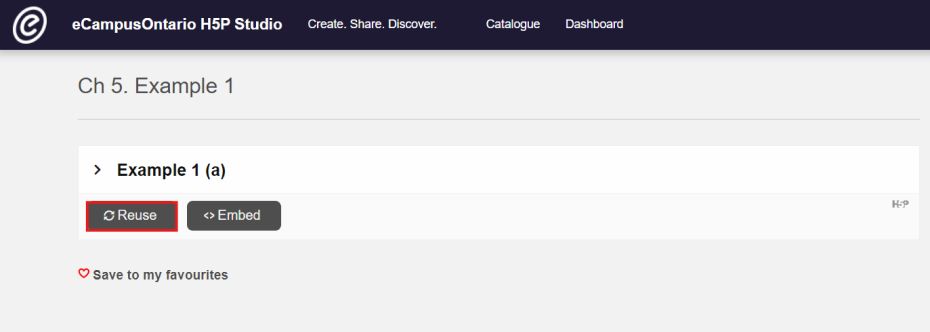 eCampusOntario H5P Studio Create. Share. Discover. Catalogue Dashboard
Ch 5. Example 1
Example 1 (a)
Reuse <> Embed
H5P
Save to my favourites